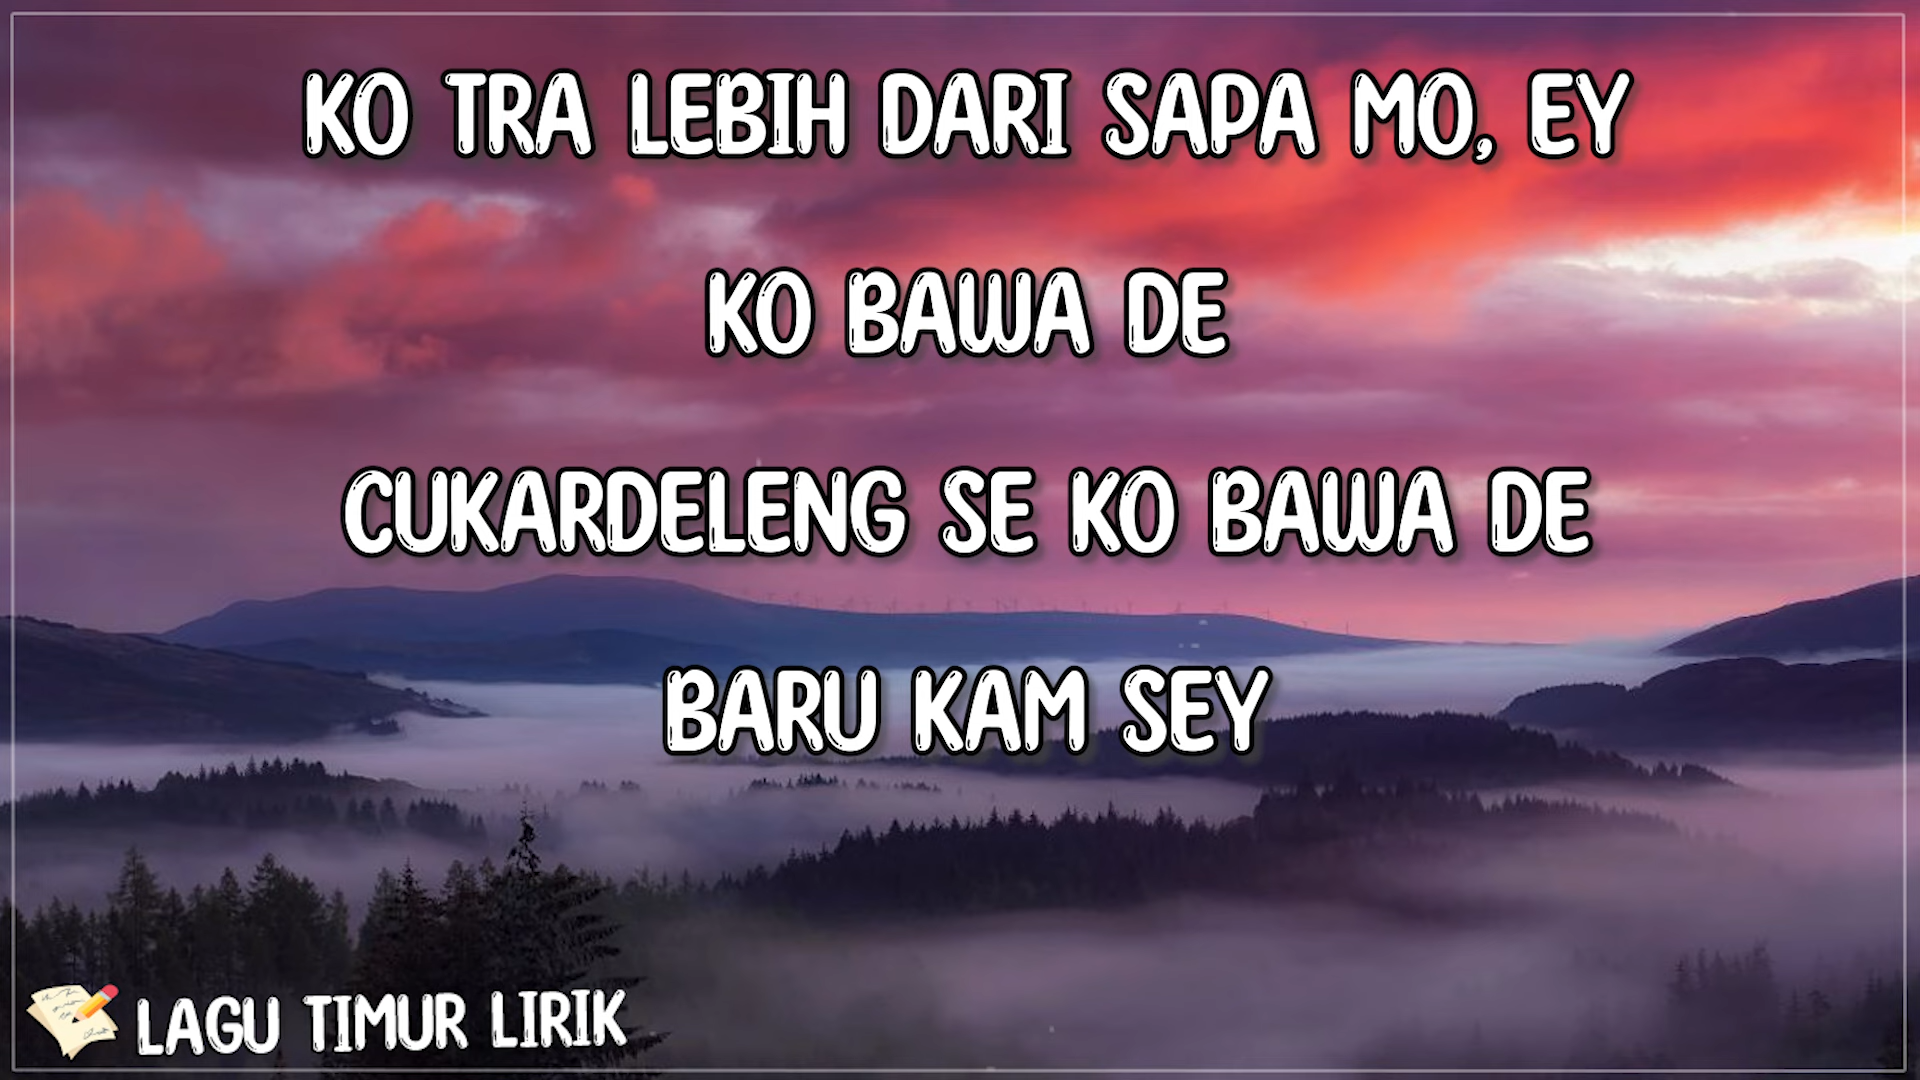 KO TRA LEBIH DARI SAPA MO, EY
KO BAWA DE
CUKARDELENG SE KO BAWA DE
BARU KAM SEY
LAGU TIMUR LIRIK